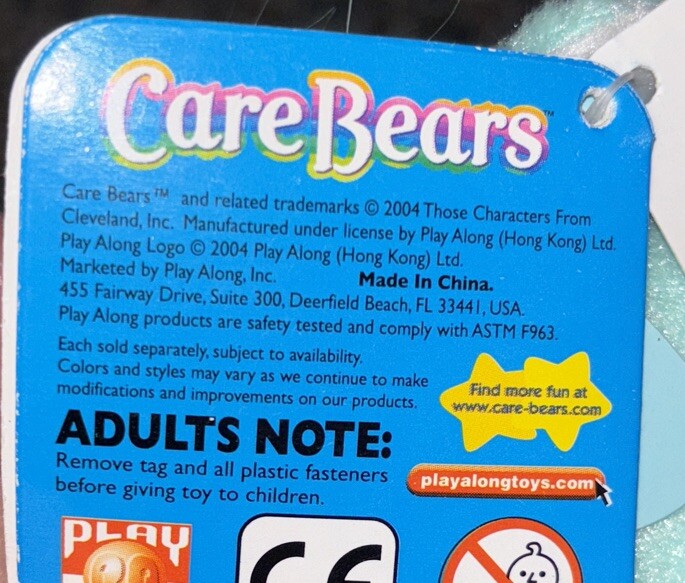 Care Bears™
Care Bears™ and related trademarks © 2004 Those Characters From
Cleveland, Inc. Manufactured under license by Play Along (Hong Kong) Ltd.
Play Along Logo © 2004 Play Along (Hong Kong) Ltd.
Marketed by Play Along, Inc. Made In China.
455 Fairway Drive, Suite 300, Deerfield Beach, FL 33441, USA.
Play Along products are safety tested and comply with ASTM F963.
Each sold separately, subject to availability.
Colors and styles may vary as we continue to make
modifications and improvements on our products.
Find more fun at
www.care-bears.com
ADULTS NOTE:
Remove tag and all plastic fasteners
before giving toy to children.
playalongtoys.com
PLAY
CE